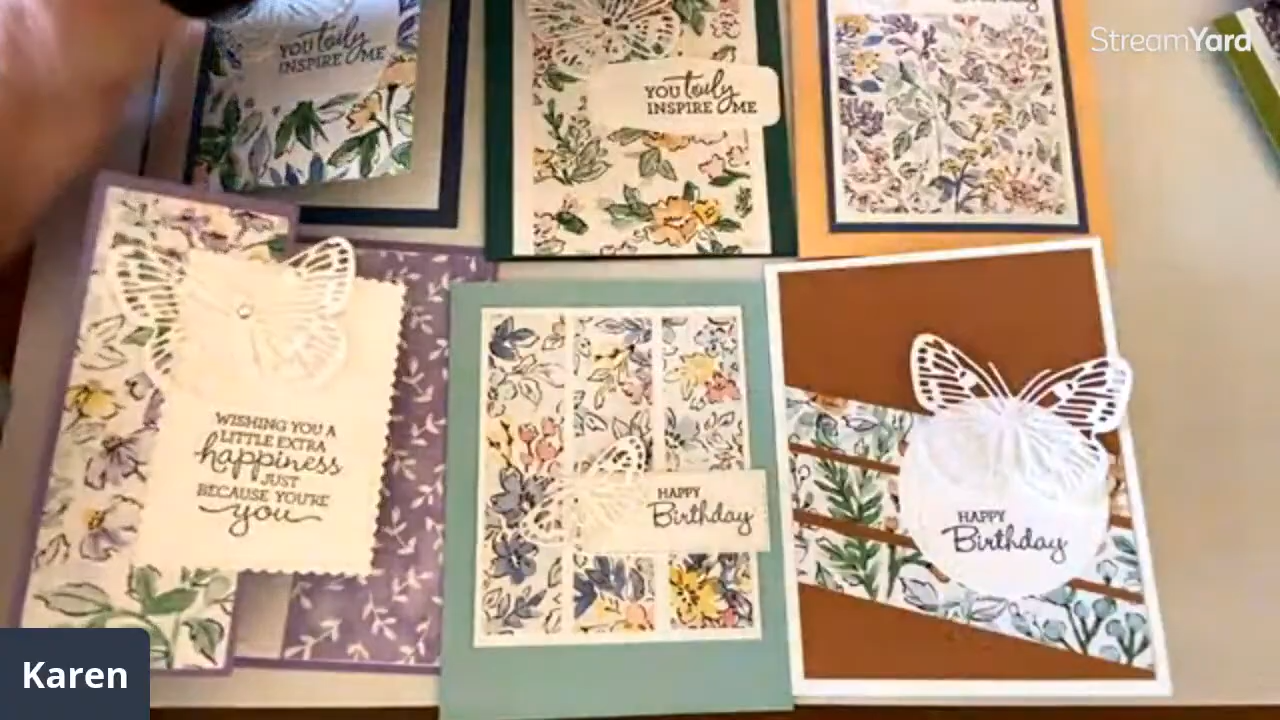 YOU truly
INSPIRE ME
YOU truly
INSPIRE ME
Birthday
StreamYard
WISHING YOU A
LITTLE EXTRA
happiness
JUST
BECAUSE YOU'RE
you
HAPPY
Birthday
HAPPY
Birthday
Karen